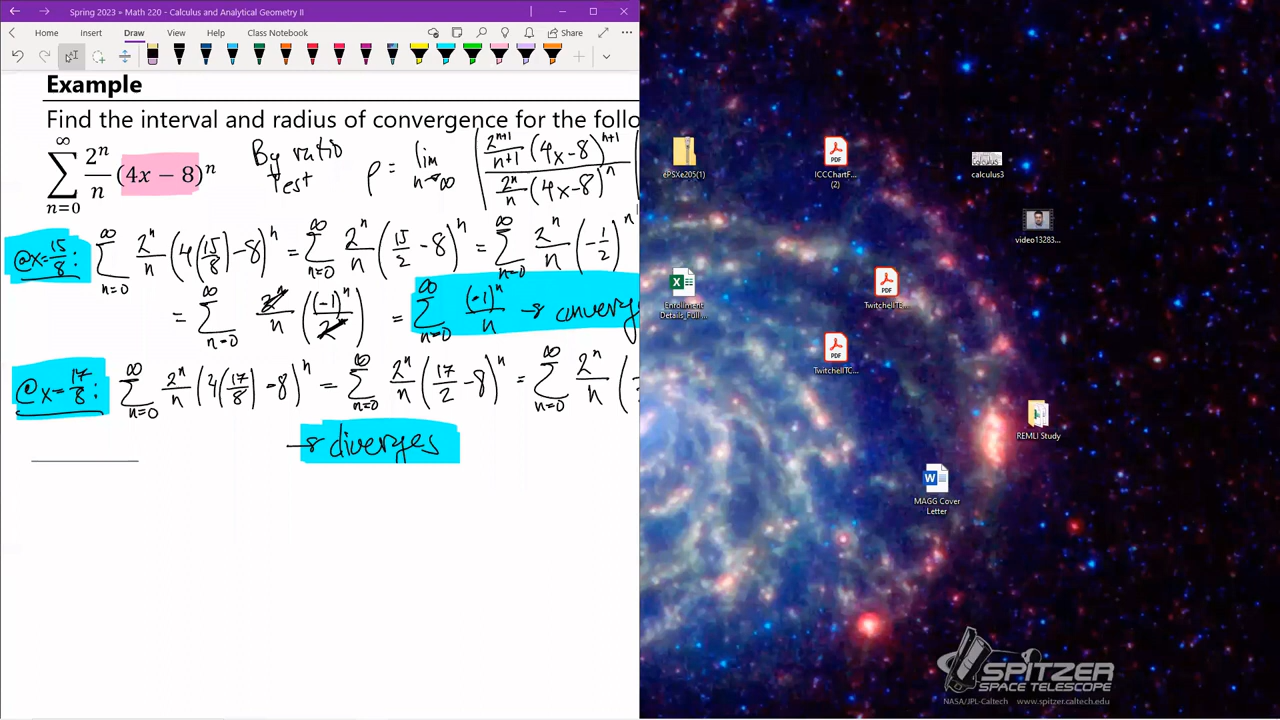 Spring 2023 » Math 220 - Calculus and Analytical Geometry II
Home Insert Draw View Help Class Notebook Share
Example
Find the interval and radius of convergence for the follo
∑_{n=0}^{∞} 2^n/n (4x − 8)^n By ratio Test ρ = lim_{n→∞} | (2^{n+1}/(n+1) (4x-8)^{n+1}) / (2^n/n (4x-8)^n) |
@x=15/8: ∑_{n=0}^{∞} 2^n/n (4(15/8)-8)^n = ∑_{n=0}^{∞} 2^n/n (15/2 - 8)^n = ∑_{n=0}^{∞} 2^n/n (-1/2)^n
= ∑_{n=0}^{∞} 2^n/n ((-1)^n/2^n) = ∑_{n=0}^{∞} (-1)^n/n → converg
@x=17/8: ∑_{n=0}^{∞} 2^n/n (4(17/8) -8)^n = ∑_{n=0}^{∞} 2^n/n (17/2 - 8)^n = ∑_{n=0}^{∞} 2^n/n (
→ diverges
ePSXe205(1)
ICCChartF...
(2)
calculus3
video13283...
Enrollment
Details_Full ...
TwitchellTE...
TwitchellTC...
REMLI Study
MAGG Cover
Letter
SPITZER
SPACE TELESCOPE
NASA/JPL-Caltech www.spitzer.caltech.edu